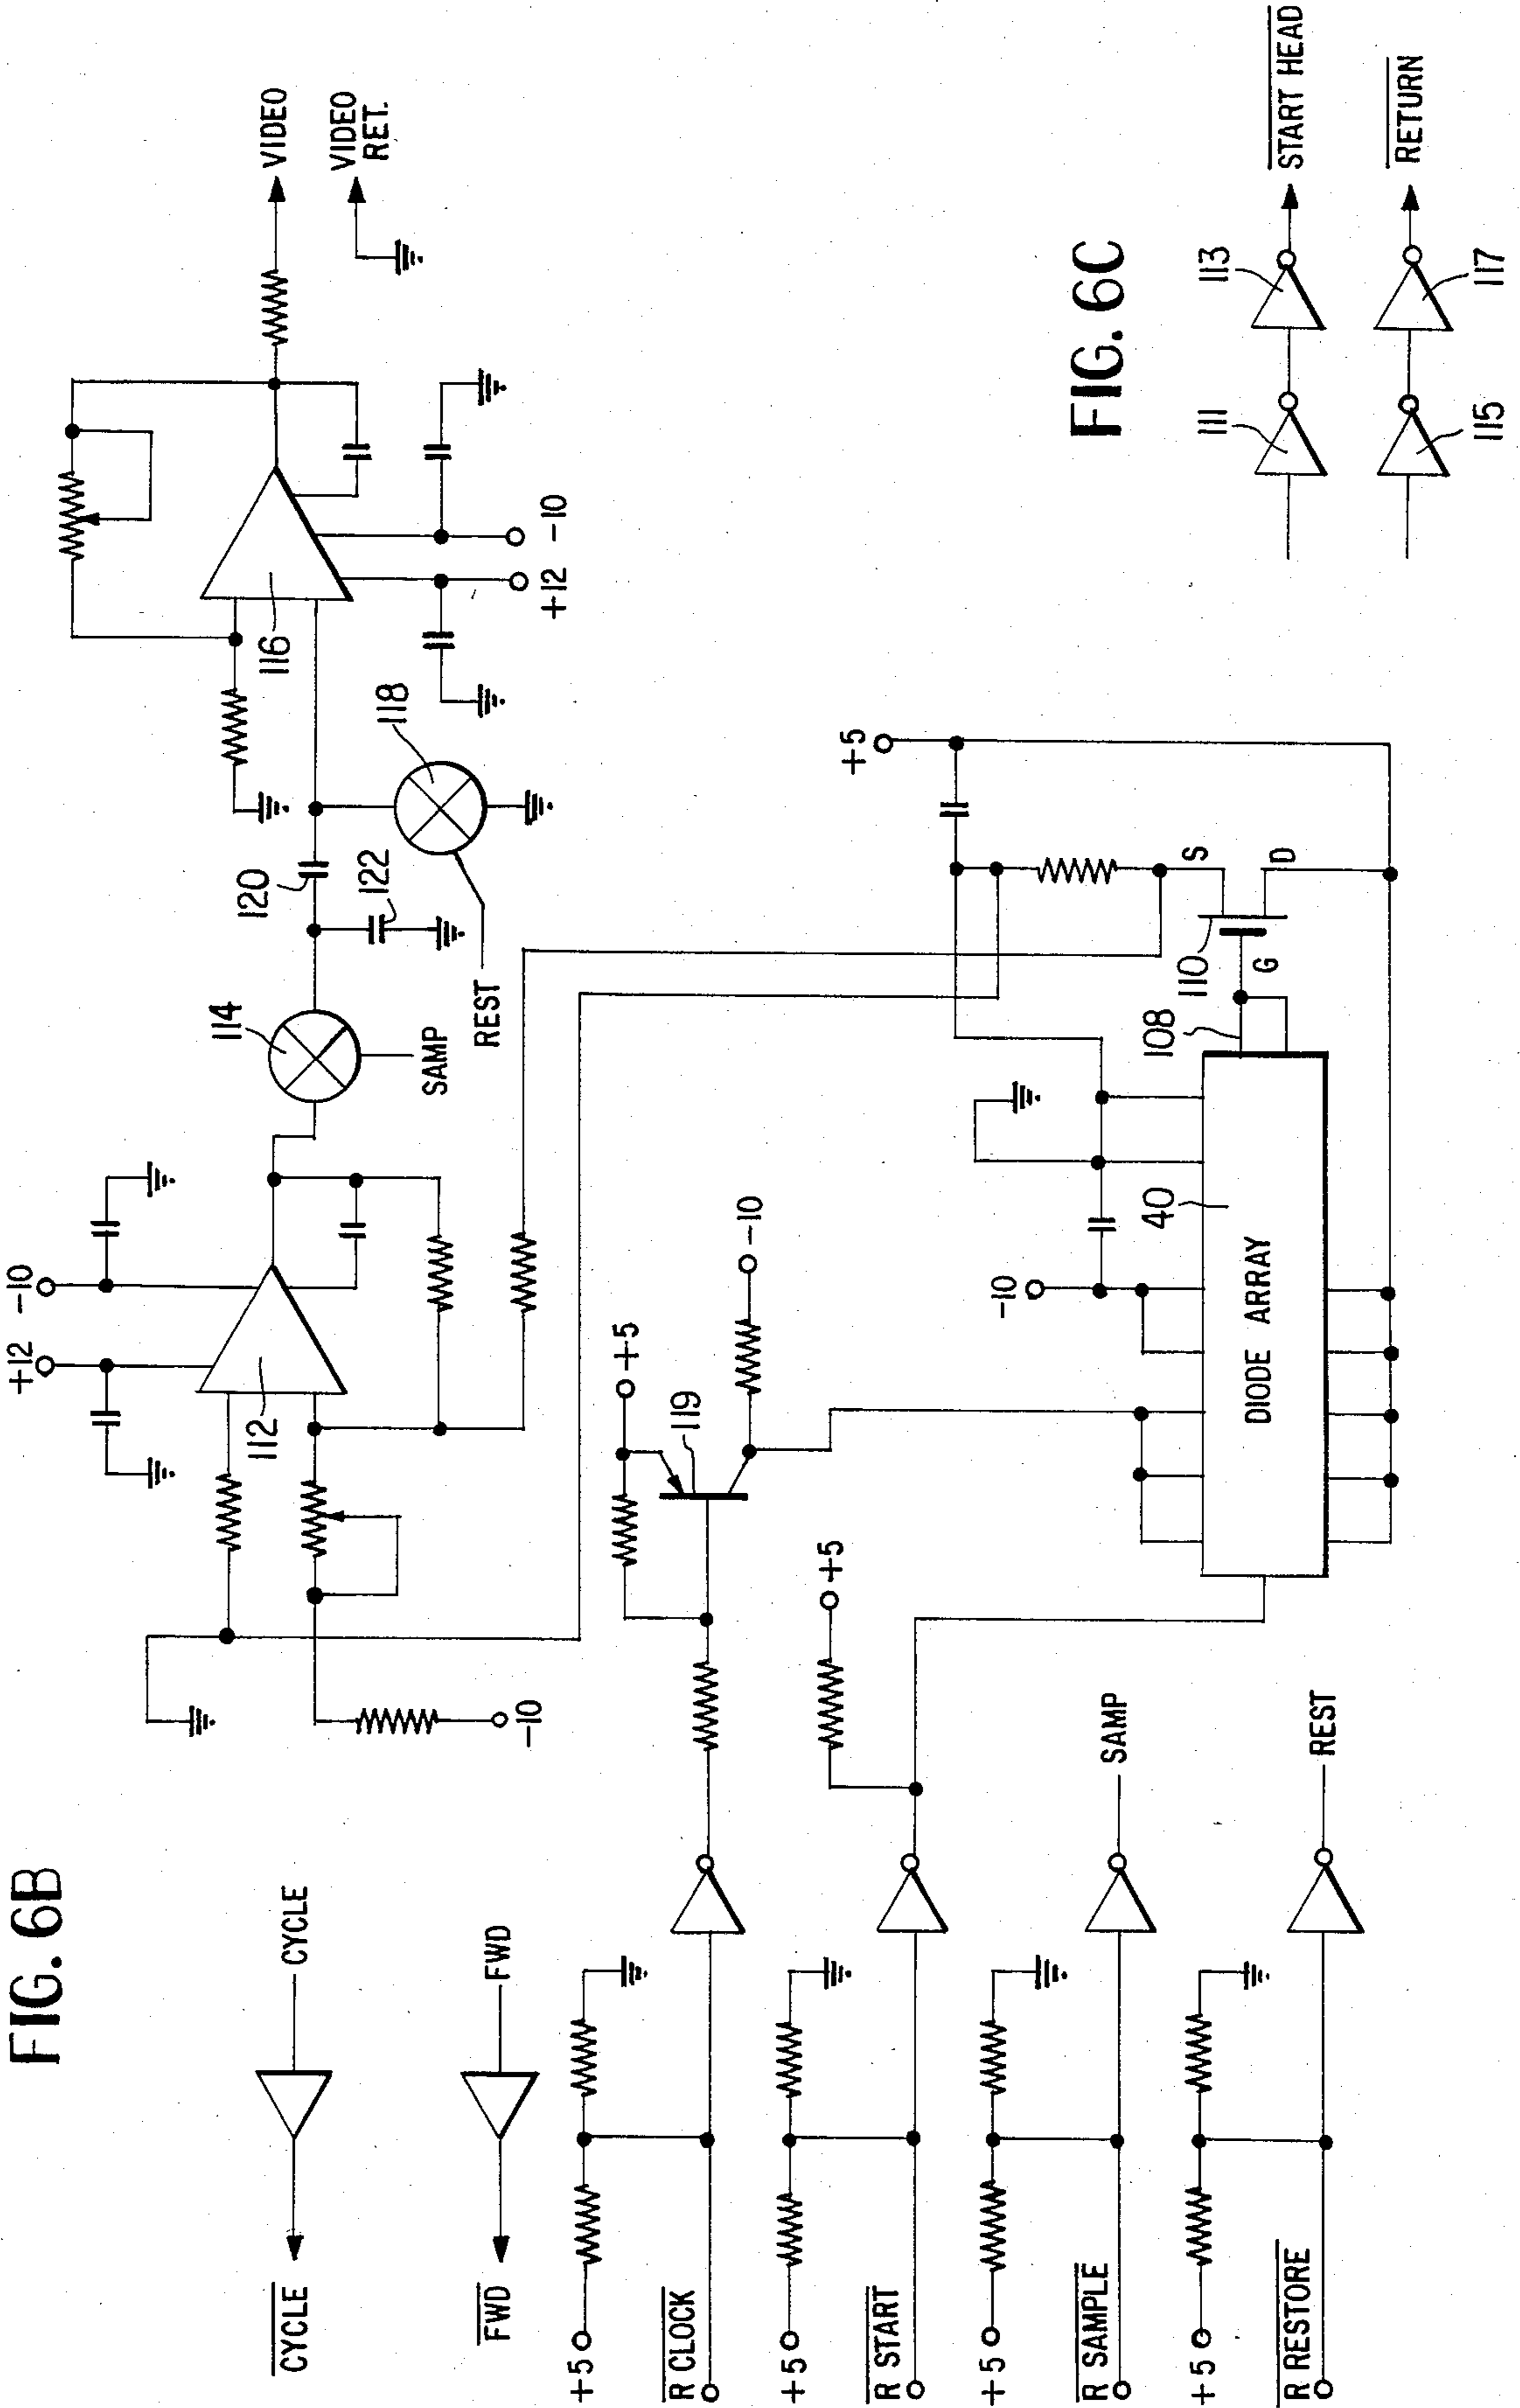 FIG. 6B
CYCLE
CYCLE
FWD
FWD
+5
R CLOCK
+5
R START
+5
R SAMPLE
SAMP
+5
R RESTORE
REST
-10
+12
-10
112
114
SAMP
120
122
118
REST
116
+12
-10
VIDEO
VIDEO
RET.
+5
119
-10
+5
-10
DIODE ARRAY
40
108
110
G
S
D
+5
FIG. 6C
111
113
START HEAD
115
117
RETURN